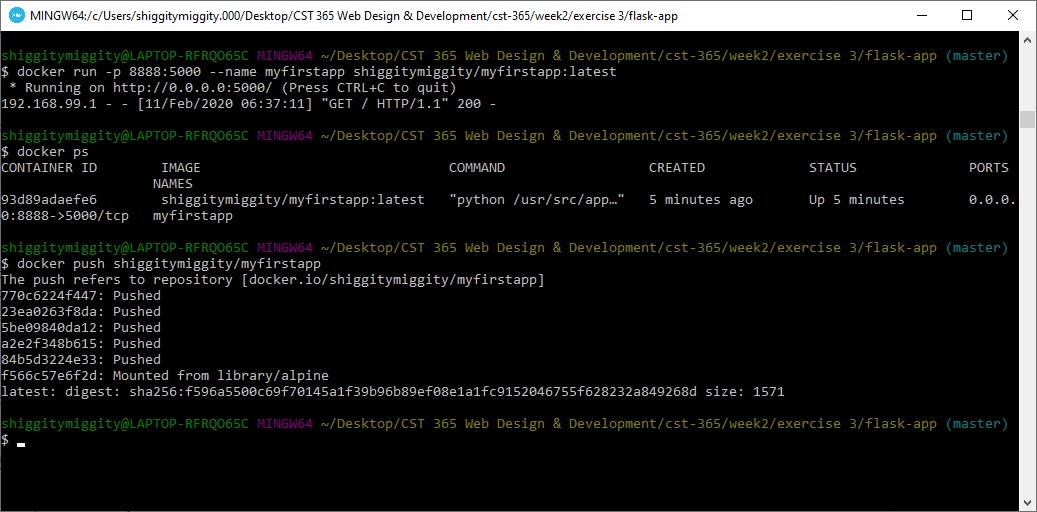 MINGW64:/c/Users/shiggitymiggity.000/Desktop/CST 365 Web Design & Development/cst-365/week2/exercise 3/flask-app
shiggitymiggity@LAPTOP-RFRQO65C MINGW64 ~/Desktop/CST 365 Web Design & Development/cst-365/week2/exercise 3/flask-app (master)
$ docker run -p 8888:5000 --name myfirstapp shiggitymiggity/myfirstapp:latest
 * Running on http://0.0.0.0:5000/ (Press CTRL+C to quit)
192.168.99.1 - - [11/Feb/2020 06:37:11] "GET / HTTP/1.1" 200 -
shiggitymiggity@LAPTOP-RFRQO65C MINGW64 ~/Desktop/CST 365 Web Design & Development/cst-365/week2/exercise 3/flask-app (master)
$ docker ps
CONTAINER ID        IMAGE                               COMMAND                  CREATED             STATUS              PORTS
                   NAMES
93d89adaefe6        shiggitymiggity/myfirstapp:latest   "python /usr/src/app…"   5 minutes ago       Up 5 minutes        0.0.0.
0:8888->5000/tcp   myfirstapp
shiggitymiggity@LAPTOP-RFRQO65C MINGW64 ~/Desktop/CST 365 Web Design & Development/cst-365/week2/exercise 3/flask-app (master)
$ docker push shiggitymiggity/myfirstapp
The push refers to repository [docker.io/shiggitymiggity/myfirstapp]
770c6224f447: Pushed
23ea0263f8da: Pushed
5be09840da12: Pushed
a2e2f348b615: Pushed
84b5d3224e33: Pushed
f566c57e6f2d: Mounted from library/alpine
latest: digest: sha256:f596a5500c69f70145a1f39b96b89ef08e1a1fc9152046755f628232a849268d size: 1571
shiggitymiggity@LAPTOP-RFRQO65C MINGW64 ~/Desktop/CST 365 Web Design & Development/cst-365/week2/exercise 3/flask-app (master)
$